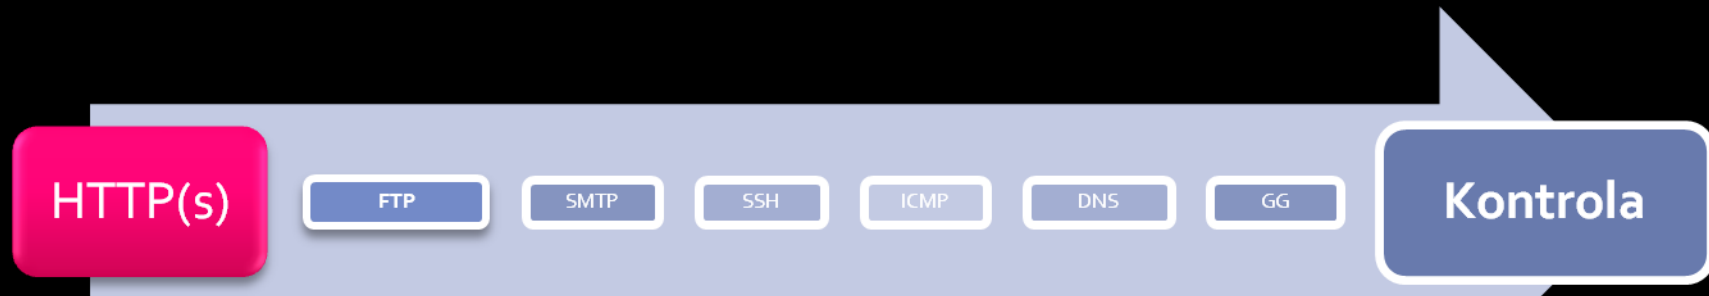 HTTP(s)
FTP
SMTP
SSH
ICMP
DNS
GG
Kontrola